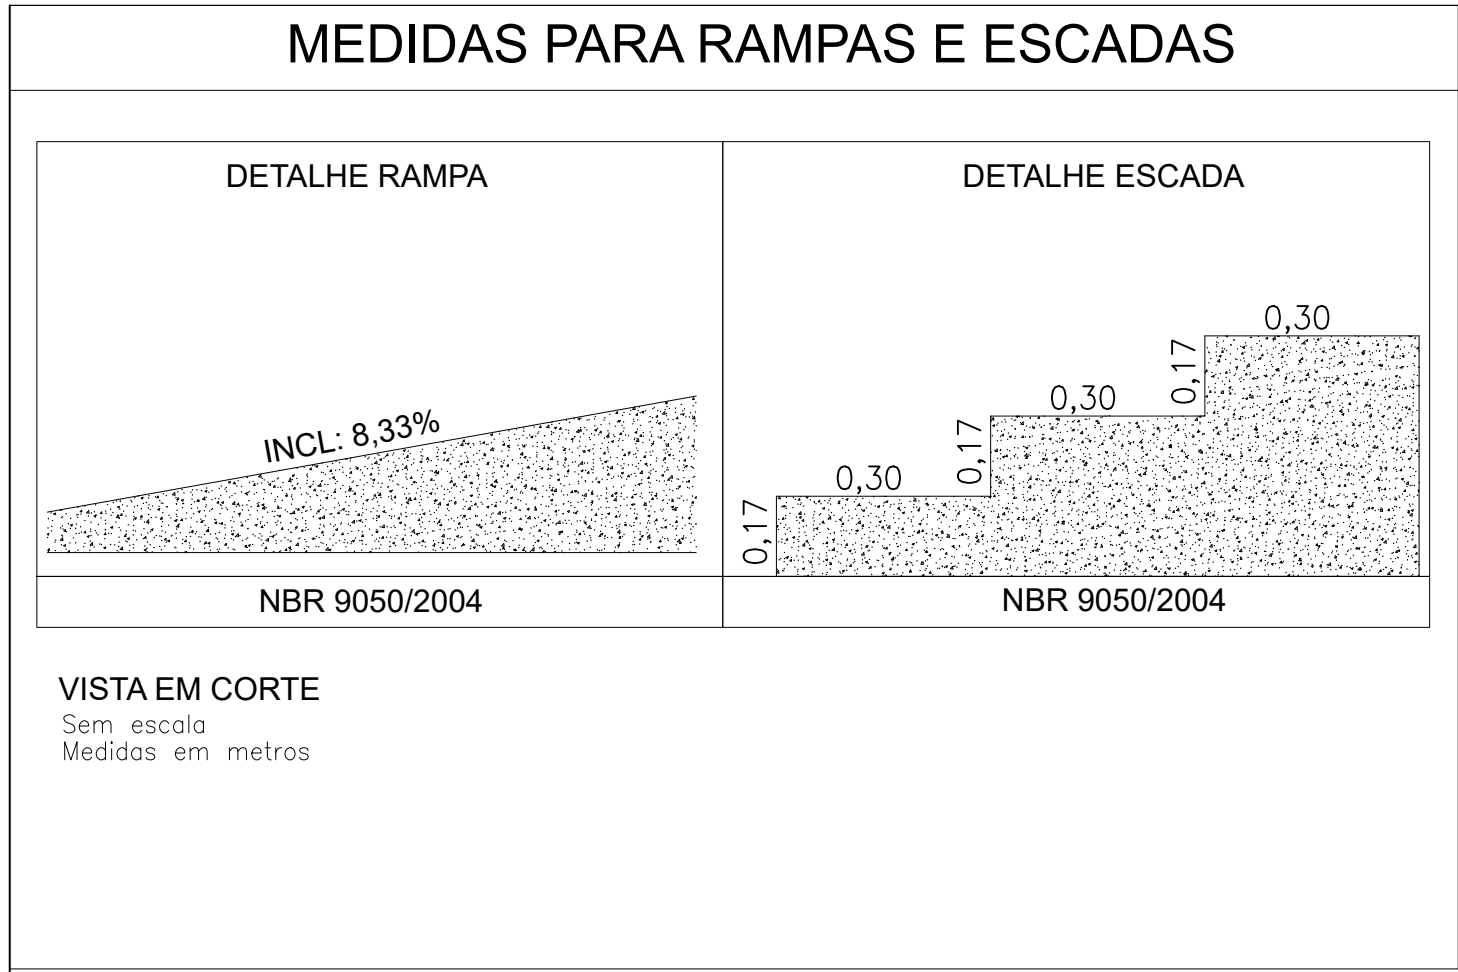 MEDIDAS PARA RAMPAS E ESCADAS
DETALHE RAMPA
INCL: 8,33%
NBR 9050/2004
DETALHE ESCADA
0,17
0,30
0,17
0,30
0,17
0,30
NBR 9050/2004
VISTA EM CORTE
Sem escala
Medidas em metros